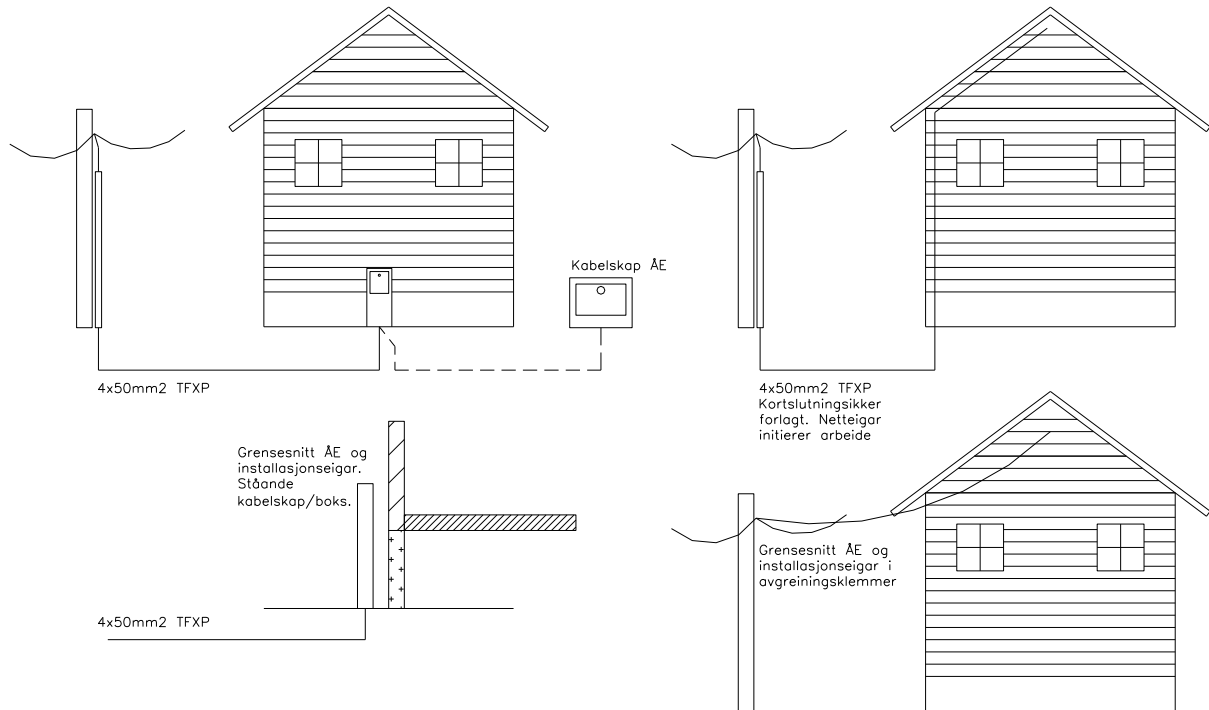 Kabelskap ÅE
4x50mm2 TFXP
4x50mm2 TFXP
Kortslutningsikker
forlagt. Netteigar
initierer arbeide
Grensesnitt ÅE og
installasjonseigar.
Ståande
kabelskap/boks.
4x50mm2 TFXP
Grensesnitt ÅE og
installasjonseigar i
avgreiningsklemmer